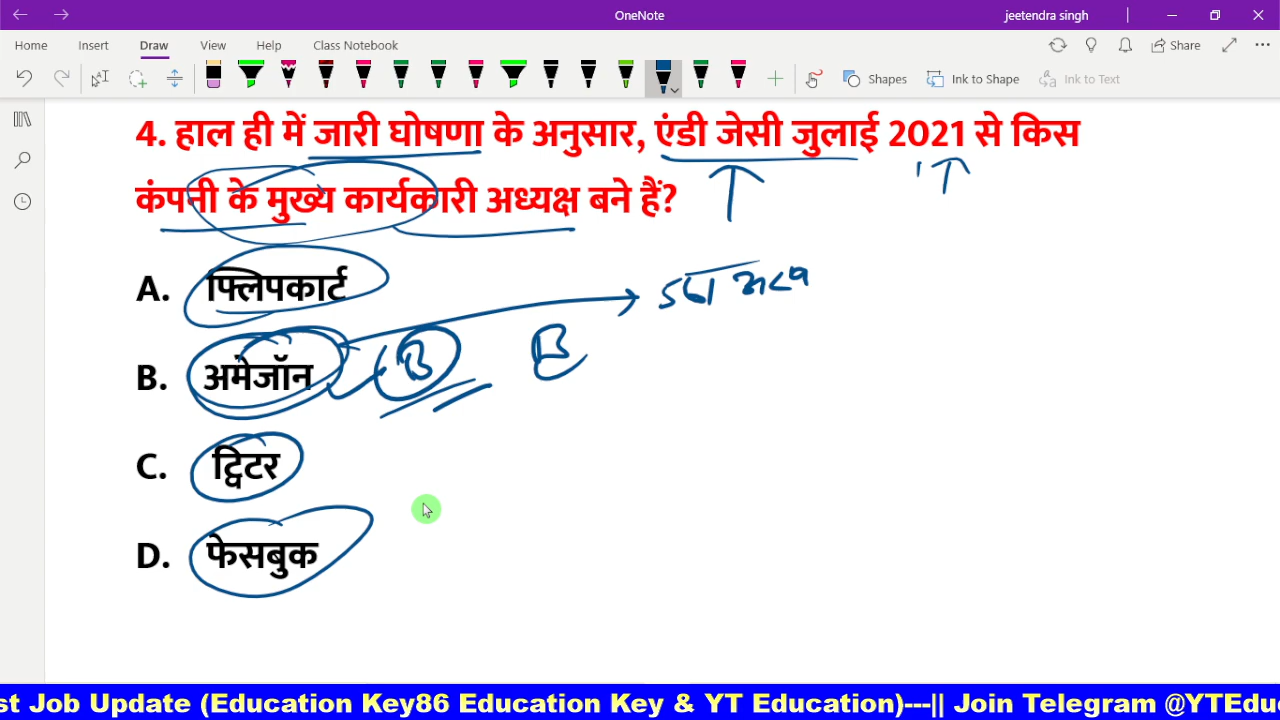 OneNote
jeetendra singh
Home Insert Draw View Help Class Notebook
Share
Shapes Ink to Shape Ink to Text
4. हाल ही में जारी घोषणा के अनुसार, एंडी जेसी जुलाई 2021 से किस
कंपनी के मुख्य कार्यकारी अध्यक्ष बने हैं?
A. फ्लिपकार्ट
B. अमेजॉन
B B
C. ट्विटर
D. फेसबुक
st Job Update (Education Key86 Education Key & YT Education)---|| Join Telegram @YTEdu